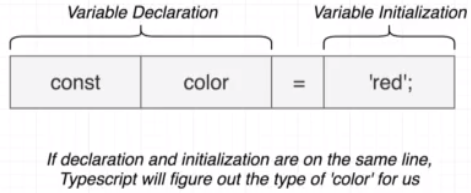 Variable Declaration Variable Initialization
const color = 'red';
If declaration and initialization are on the same line,
Typescript will figure out the type of 'color' for us